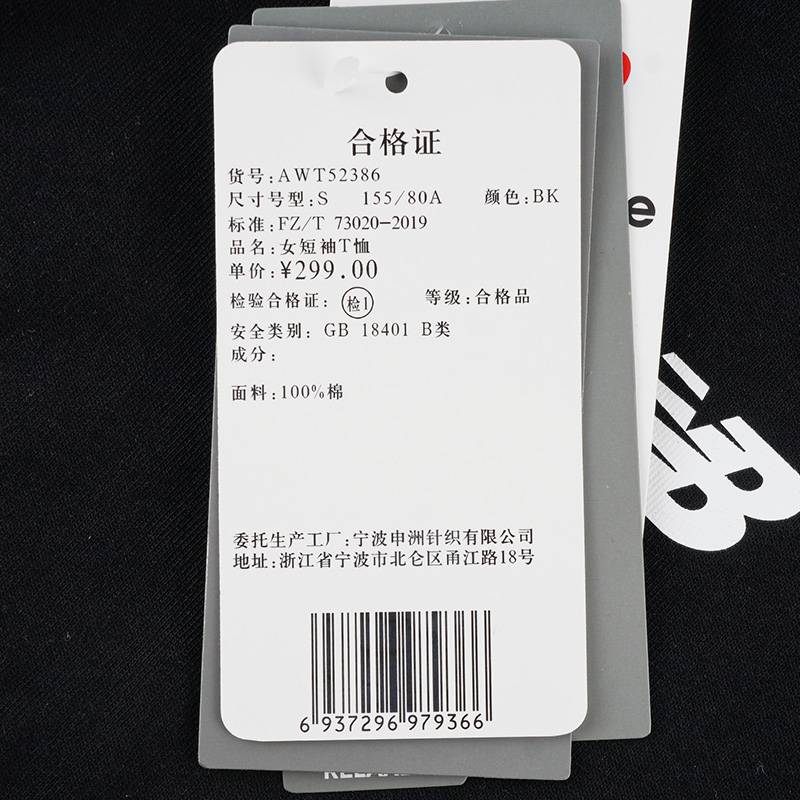 合格证
货号:AWT52386
尺寸号型:S 155/80A 颜色:BK
标准:FZ/T 73020-2019
品名:女短袖T恤
单价:¥299.00
检验合格证: 检1 等级:合格品
安全类别: GB 18401 B类
成分:
面料:100%棉
委托生产工厂:宁波申洲针织有限公司
地址:浙江省宁波市北仑区甬江路18号
6 937296 979366
e